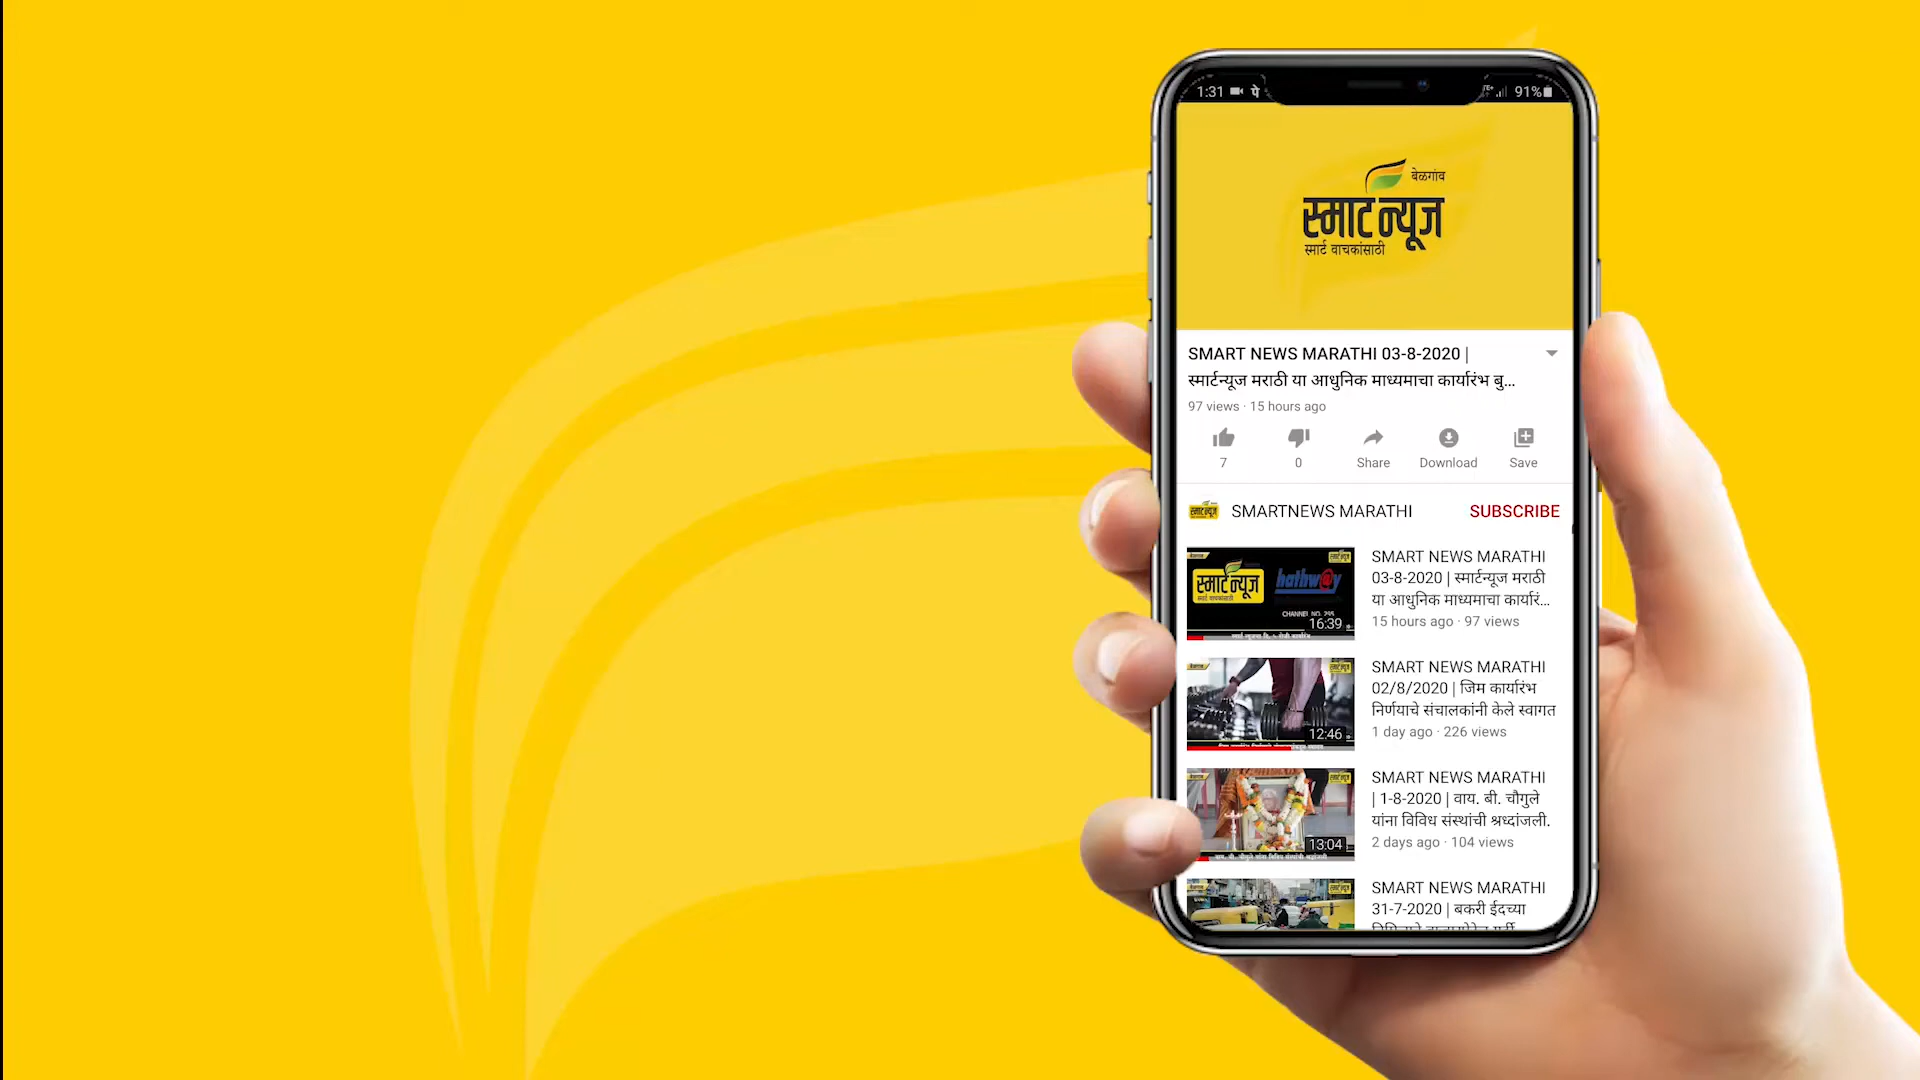 1:31
91%
बेळगांव
स्मार्ट न्यूज
स्मार्ट वाचकांसाठी
SMART NEWS MARATHI 03-8-2020 |
स्मार्टन्यूज मराठी या आधुनिक माध्यमाचा कार्यारंभ बु...
97 views · 15 hours ago
7
0
Share
Download
Save
SMARTNEWS MARATHI
SUBSCRIBE
स्मार्ट न्यूज
hathw@y
CHANNEL NO. 295
16:39
SMART NEWS MARATHI
03-8-2020 | स्मार्टन्यूज मराठी
या आधुनिक माध्यमाचा कार्यारं...
15 hours ago · 97 views
12:46
SMART NEWS MARATHI
02/8/2020 | जिम कार्यारंभ
निर्णयाचे संचालकांनी केले स्वागत
1 day ago · 226 views
13:04
SMART NEWS MARATHI
| 1-8-2020 | वाय. बी. चौगुले
यांना विविध संस्थांची श्रध्दांजली.
2 days ago · 104 views
SMART NEWS MARATHI
31-7-2020 | बकरी ईदच्या